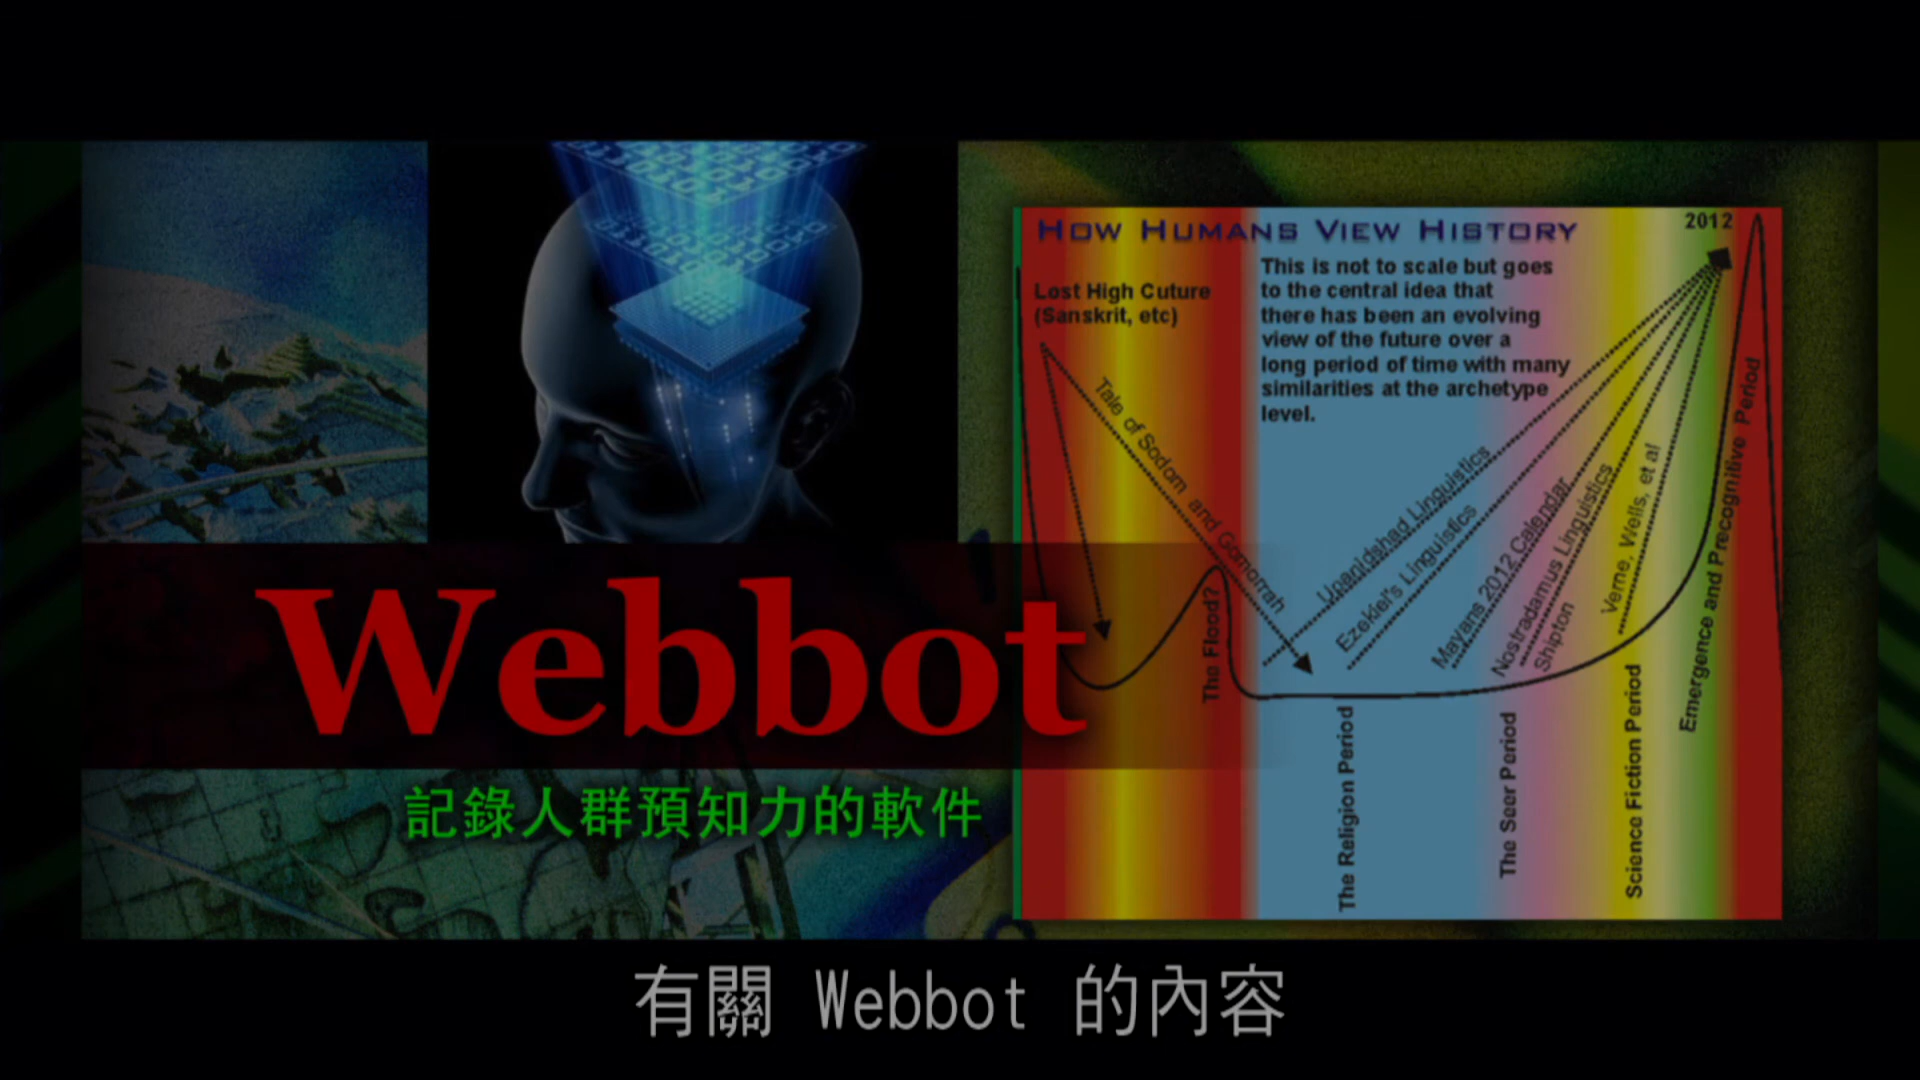 How Humans View History
2012
Lost High Cuture
(Sanskrit, etc)
This is not to scale but goes
to the central idea that
there has been an evolving
view of the future over a
long period of time with many
similarities at the archetype
level.
Tale of Sodom and Gomorrah
The Flood?
Upanidshad Linguistics
Ezekiel's Linguistics
Mayans 2012 Calendar
Nostradamus Linguistics
Shipton
Verne, Wells, et al
Emergence and Precognitive Period
The Religion Period
The Seer Period
Science Fiction Period
Webbot
記錄人群預知力的軟件
有關 Webbot 的內容